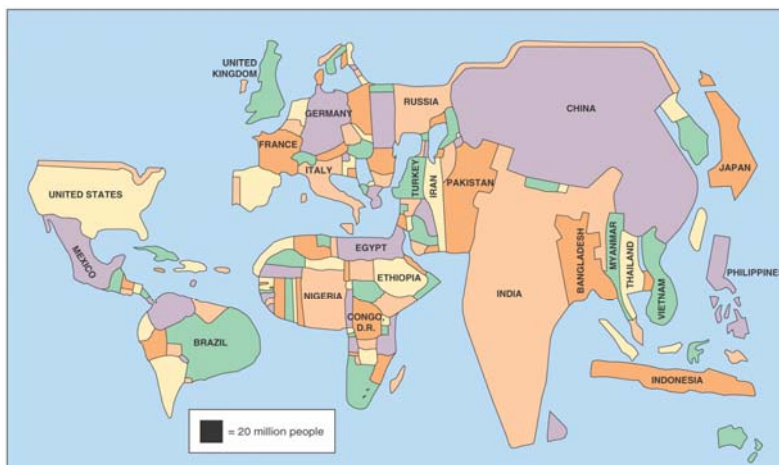 UNITED
KINGDOM
GERMANY
RUSSIA
CHINA
FRANCE
ITALY
TURKEY
IRAN
PAKISTAN
JAPAN
UNITED STATES
MEXICO
EGYPT
ETHIOPIA
NIGERIA
CONGO,
D.R.
INDIA
BANGLADESH
MYANMAR
THAILAND
VIETNAM
PHILIPPINE
BRAZIL
INDONESIA
= 20 million people